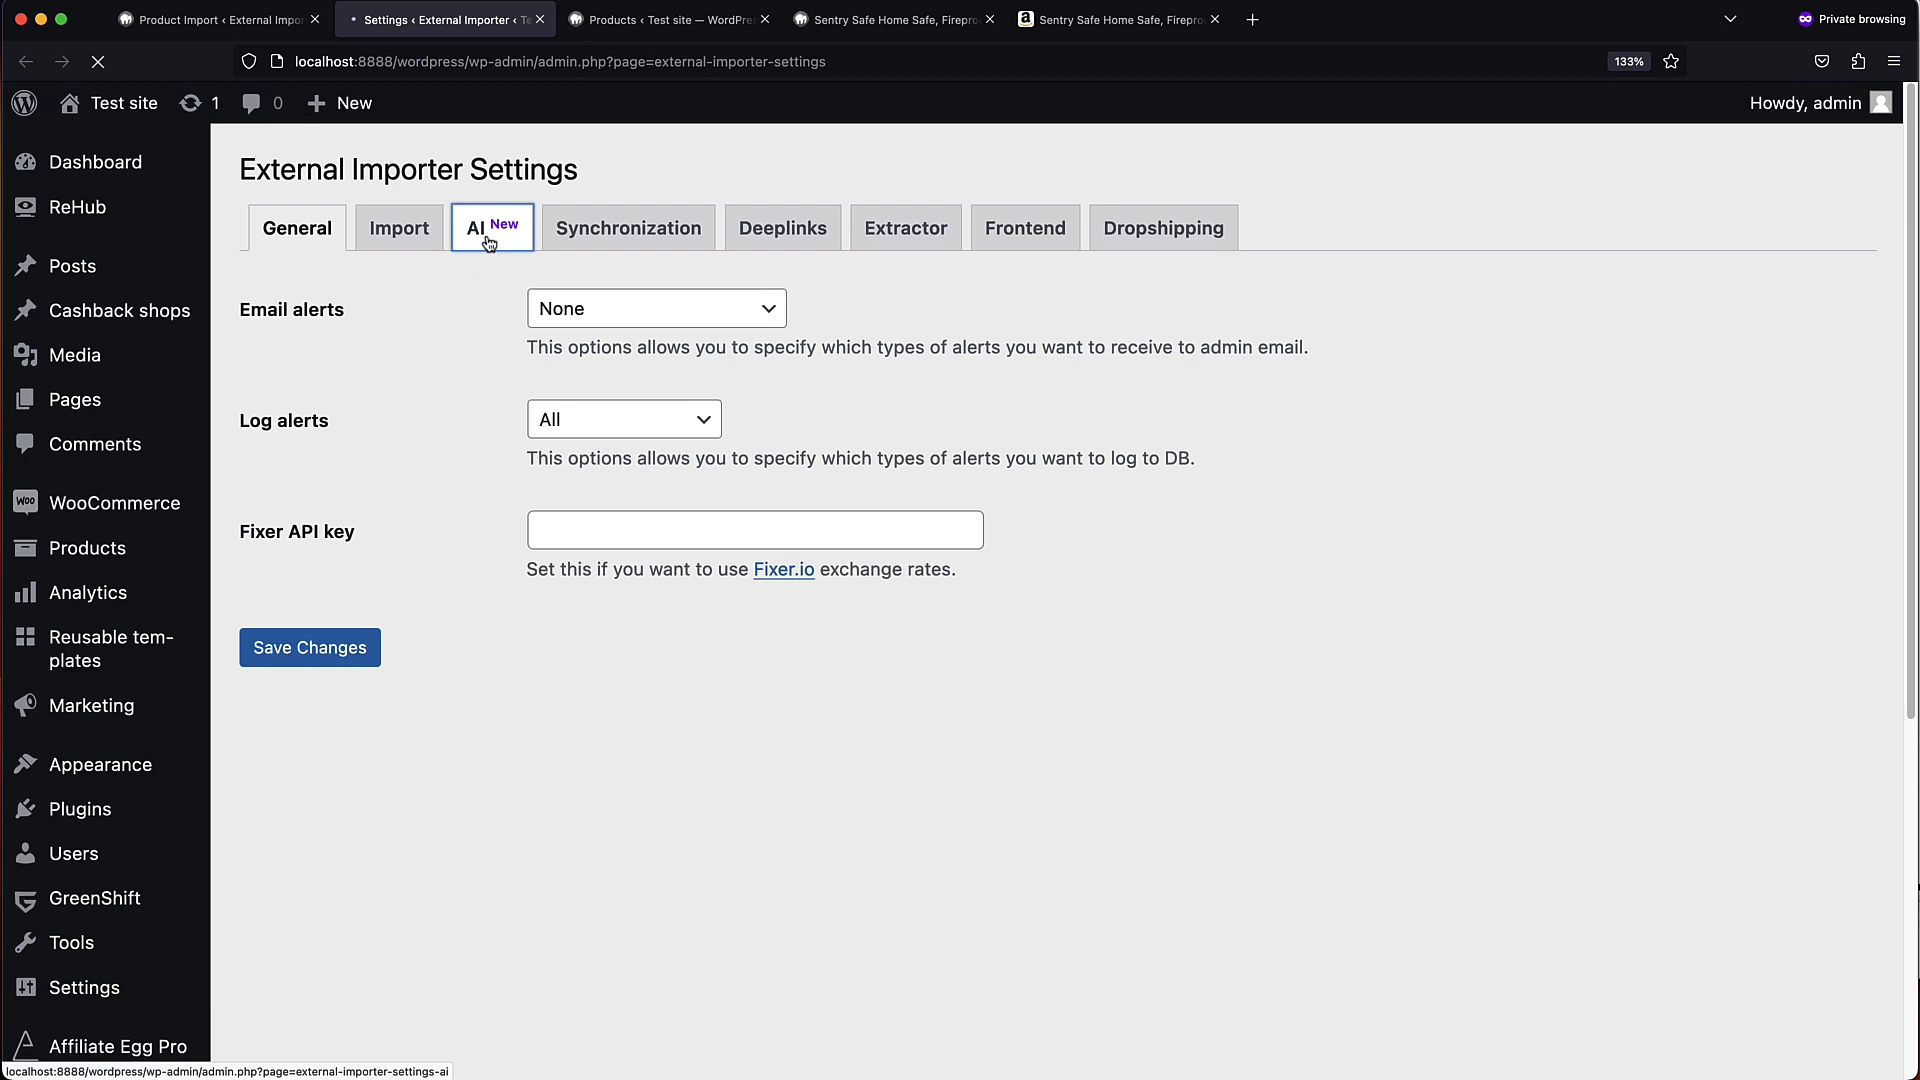 Product Import ‹ External Impor
Settings ‹ External Importer ‹ Te
Products ‹ Test site — WordPre
Sentry Safe Home Safe, Firepro
Sentry Safe Home Safe, Firepro
Private browsing
localhost:8888/wordpress/wp-admin/admin.php?page=external-importer-settings
133%
Test site
1
0
New
Howdy, admin
Dashboard
ReHub
Posts
Cashback shops
Media
Pages
Comments
WooCommerce
Products
Analytics
Reusable tem-
plates
Marketing
Appearance
Plugins
Users
GreenShift
Tools
Settings
Affiliate Egg Pro
External Importer Settings
General
Import
AI New
Synchronization
Deeplinks
Extractor
Frontend
Dropshipping
Email alerts
None
This options allows you to specify which types of alerts you want to receive to admin email.
Log alerts
All
This options allows you to specify which types of alerts you want to log to DB.
Fixer API key
Set this if you want to use Fixer.io exchange rates.
Save Changes
localhost:8888/wordpress/wp-admin/admin.php?page=external-importer-settings-ai